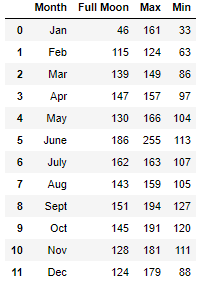 Month Full Moon Max Min
0 Jan 46 161 33
1 Feb 115 124 63
2 Mar 139 149 86
3 Apr 147 157 97
4 May 130 166 104
5 June 186 255 113
6 July 162 163 107
7 Aug 143 159 105
8 Sept 151 194 127
9 Oct 145 191 120
10 Nov 128 181 111
11 Dec 124 179 88